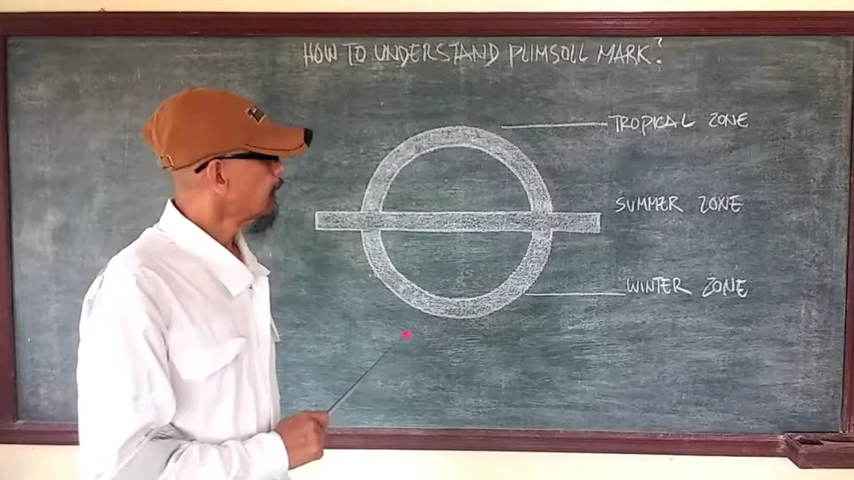 HOW TO UNDERSTAND PLIMSOLL MARK?
TROPICAL ZONE
SUMMER ZONE
WINTER ZONE